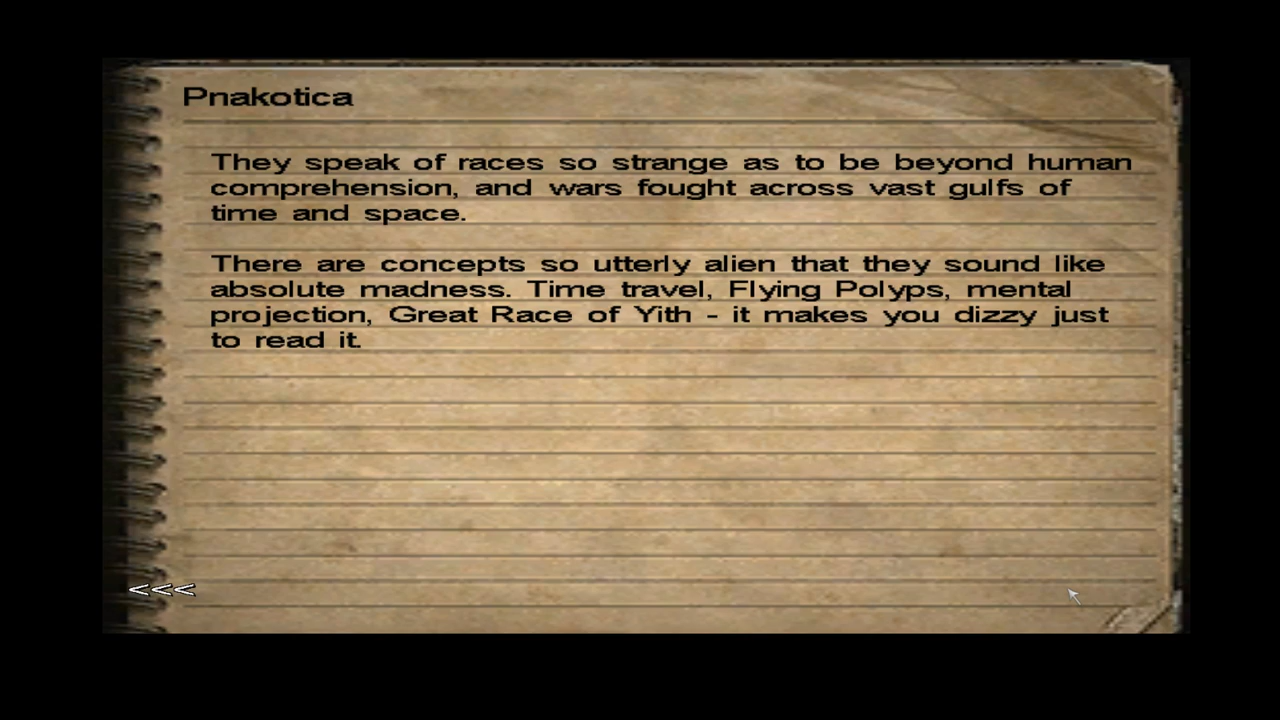 Pnakotica
They speak of races so strange as to be beyond human
comprehension, and wars fought across vast gulfs of
time and space.
There are concepts so utterly alien that they sound like
absolute madness. Time travel, Flying Polyps, mental
projection, Great Race of Yith - it makes you dizzy just
to read it.
<<<